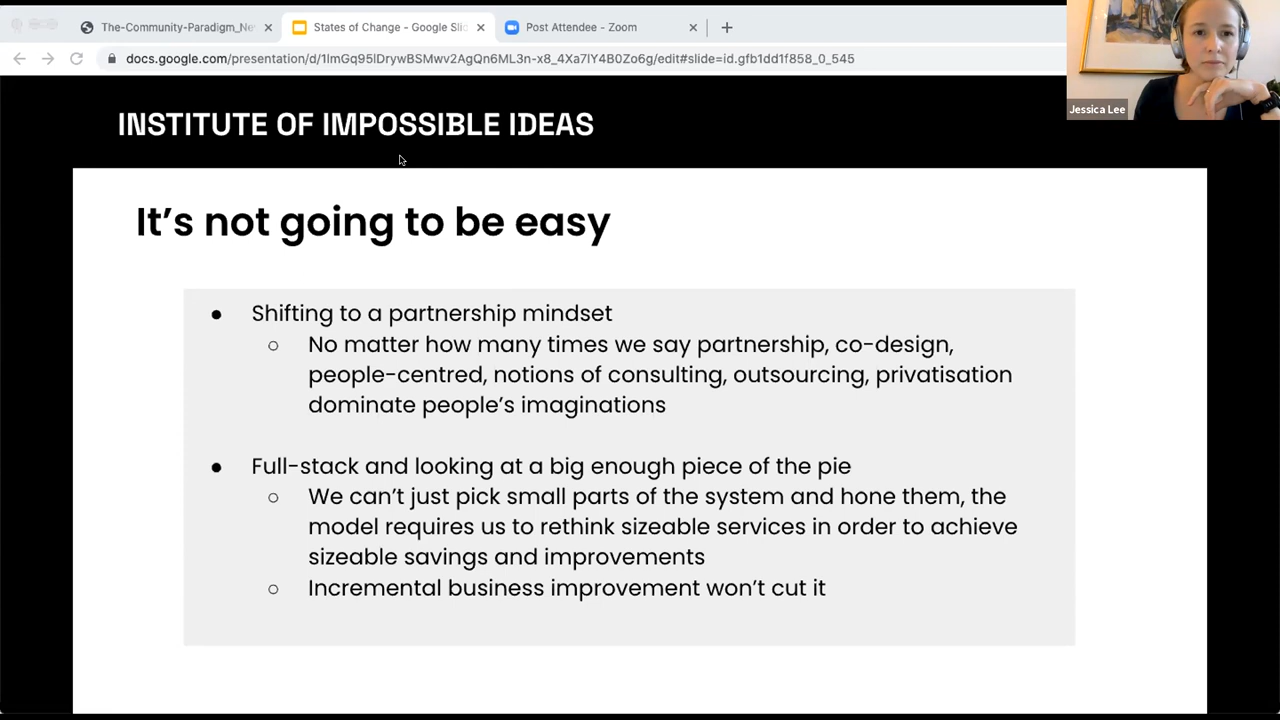 The-Community-Paradigm_Ne
States of Change - Google Slic
Post Attendee - Zoom
docs.google.com/presentation/d/1ImGq95lDrywBSMwv2AgQn6ML3n-x8_4Xa7lY4B0Zo6g/edit#slide=id.gfb1dd1f858_0_545
Jessica Lee
INSTITUTE OF IMPOSSIBLE IDEAS
It’s not going to be easy
● Shifting to a partnership mindset
○ No matter how many times we say partnership, co-design,
people-centred, notions of consulting, outsourcing, privatisation
dominate people’s imaginations
● Full-stack and looking at a big enough piece of the pie
○ We can’t just pick small parts of the system and hone them, the
model requires us to rethink sizeable services in order to achieve
sizeable savings and improvements
○ Incremental business improvement won’t cut it